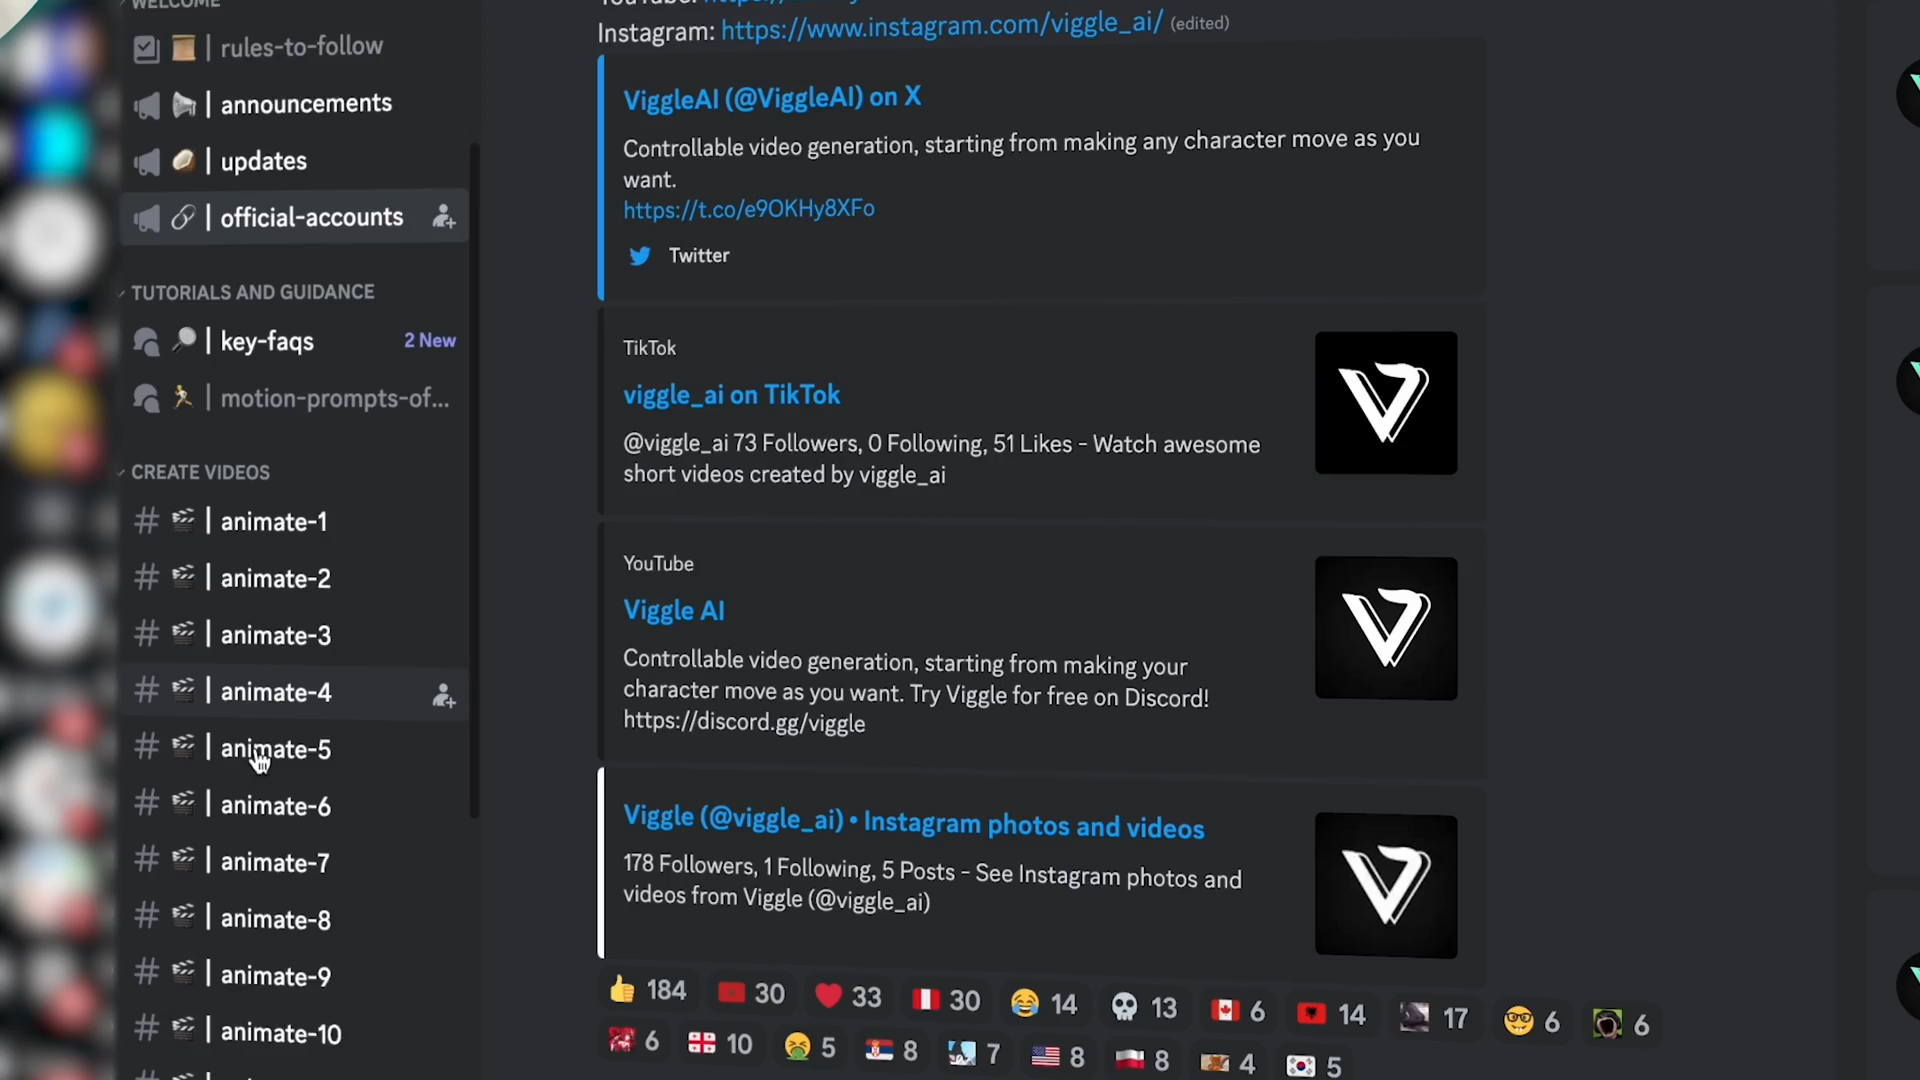 WELCOME
rules-to-follow
announcements
updates
official-accounts
TUTORIALS AND GUIDANCE
key-faqs 2 New
motion-prompts-of...
CREATE VIDEOS
animate-1
animate-2
animate-3
animate-4
animate-5
animate-6
animate-7
animate-8
animate-9
animate-10
YouTube:
Instagram: https://www.instagram.com/viggle_ai/ (edited)
ViggleAI (@ViggleAI) on X
Controllable video generation, starting from making any character move as you
want.
https://t.co/e9OKHy8XFo
Twitter
TikTok
viggle_ai on TikTok
@viggle_ai 73 Followers, 0 Following, 51 Likes - Watch awesome
short videos created by viggle_ai
YouTube
Viggle AI
Controllable video generation, starting from making your
character move as you want. Try Viggle for free on Discord!
https://discord.gg/viggle
Viggle (@viggle_ai) • Instagram photos and videos
178 Followers, 1 Following, 5 Posts - See Instagram photos and
videos from Viggle (@viggle_ai)
184 30 33 30 14 13 6 14 17 6 6
6 10 5 8 7 8 8 4 5